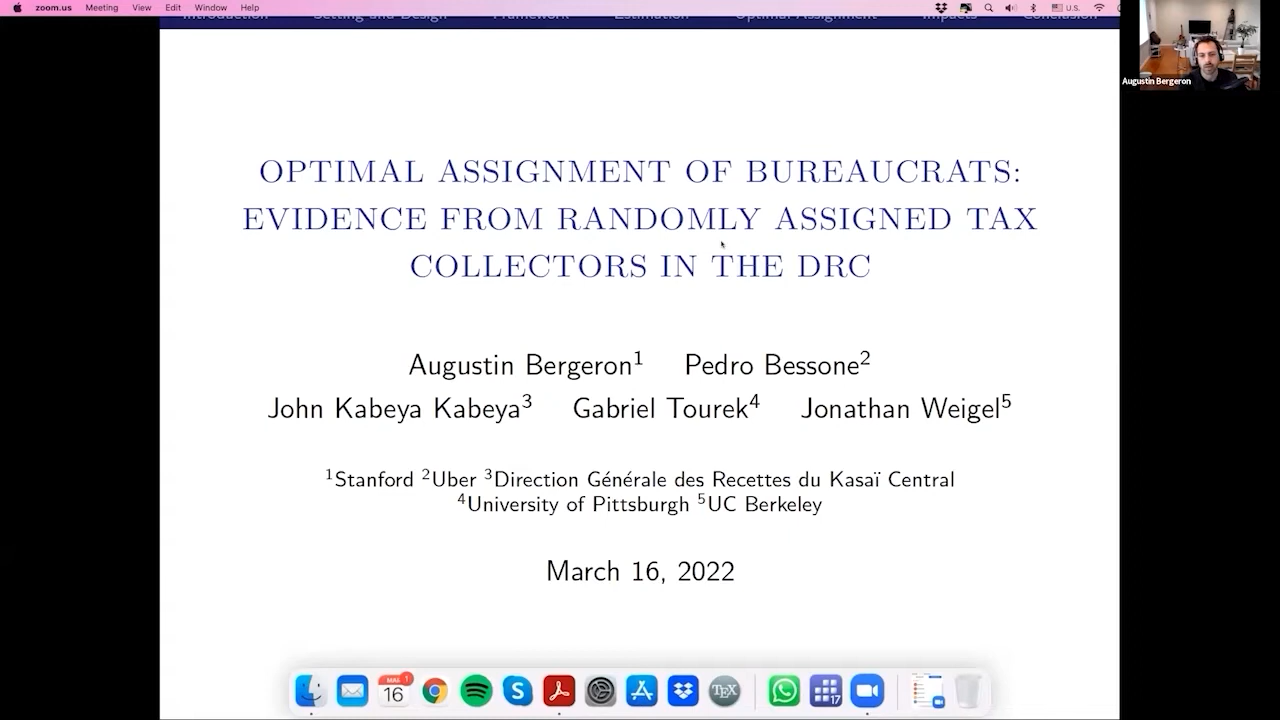 zoom.us Meeting View Edit Window Help U.S.
Introduction Setting and Design Framework Estimation Optimal Assignment Impacts Conclusion
Augustin Bergeron
OPTIMAL ASSIGNMENT OF BUREAUCRATS:
EVIDENCE FROM RANDOMLY ASSIGNED TAX
COLLECTORS IN THE DRC
Augustin Bergeron1 Pedro Bessone2
John Kabeya Kabeya3 Gabriel Tourek4 Jonathan Weigel5
1Stanford 2Uber 3Direction Générale des Recettes du Kasaï Central
4University of Pittsburgh 5UC Berkeley
March 16, 2022
16
TEX
17